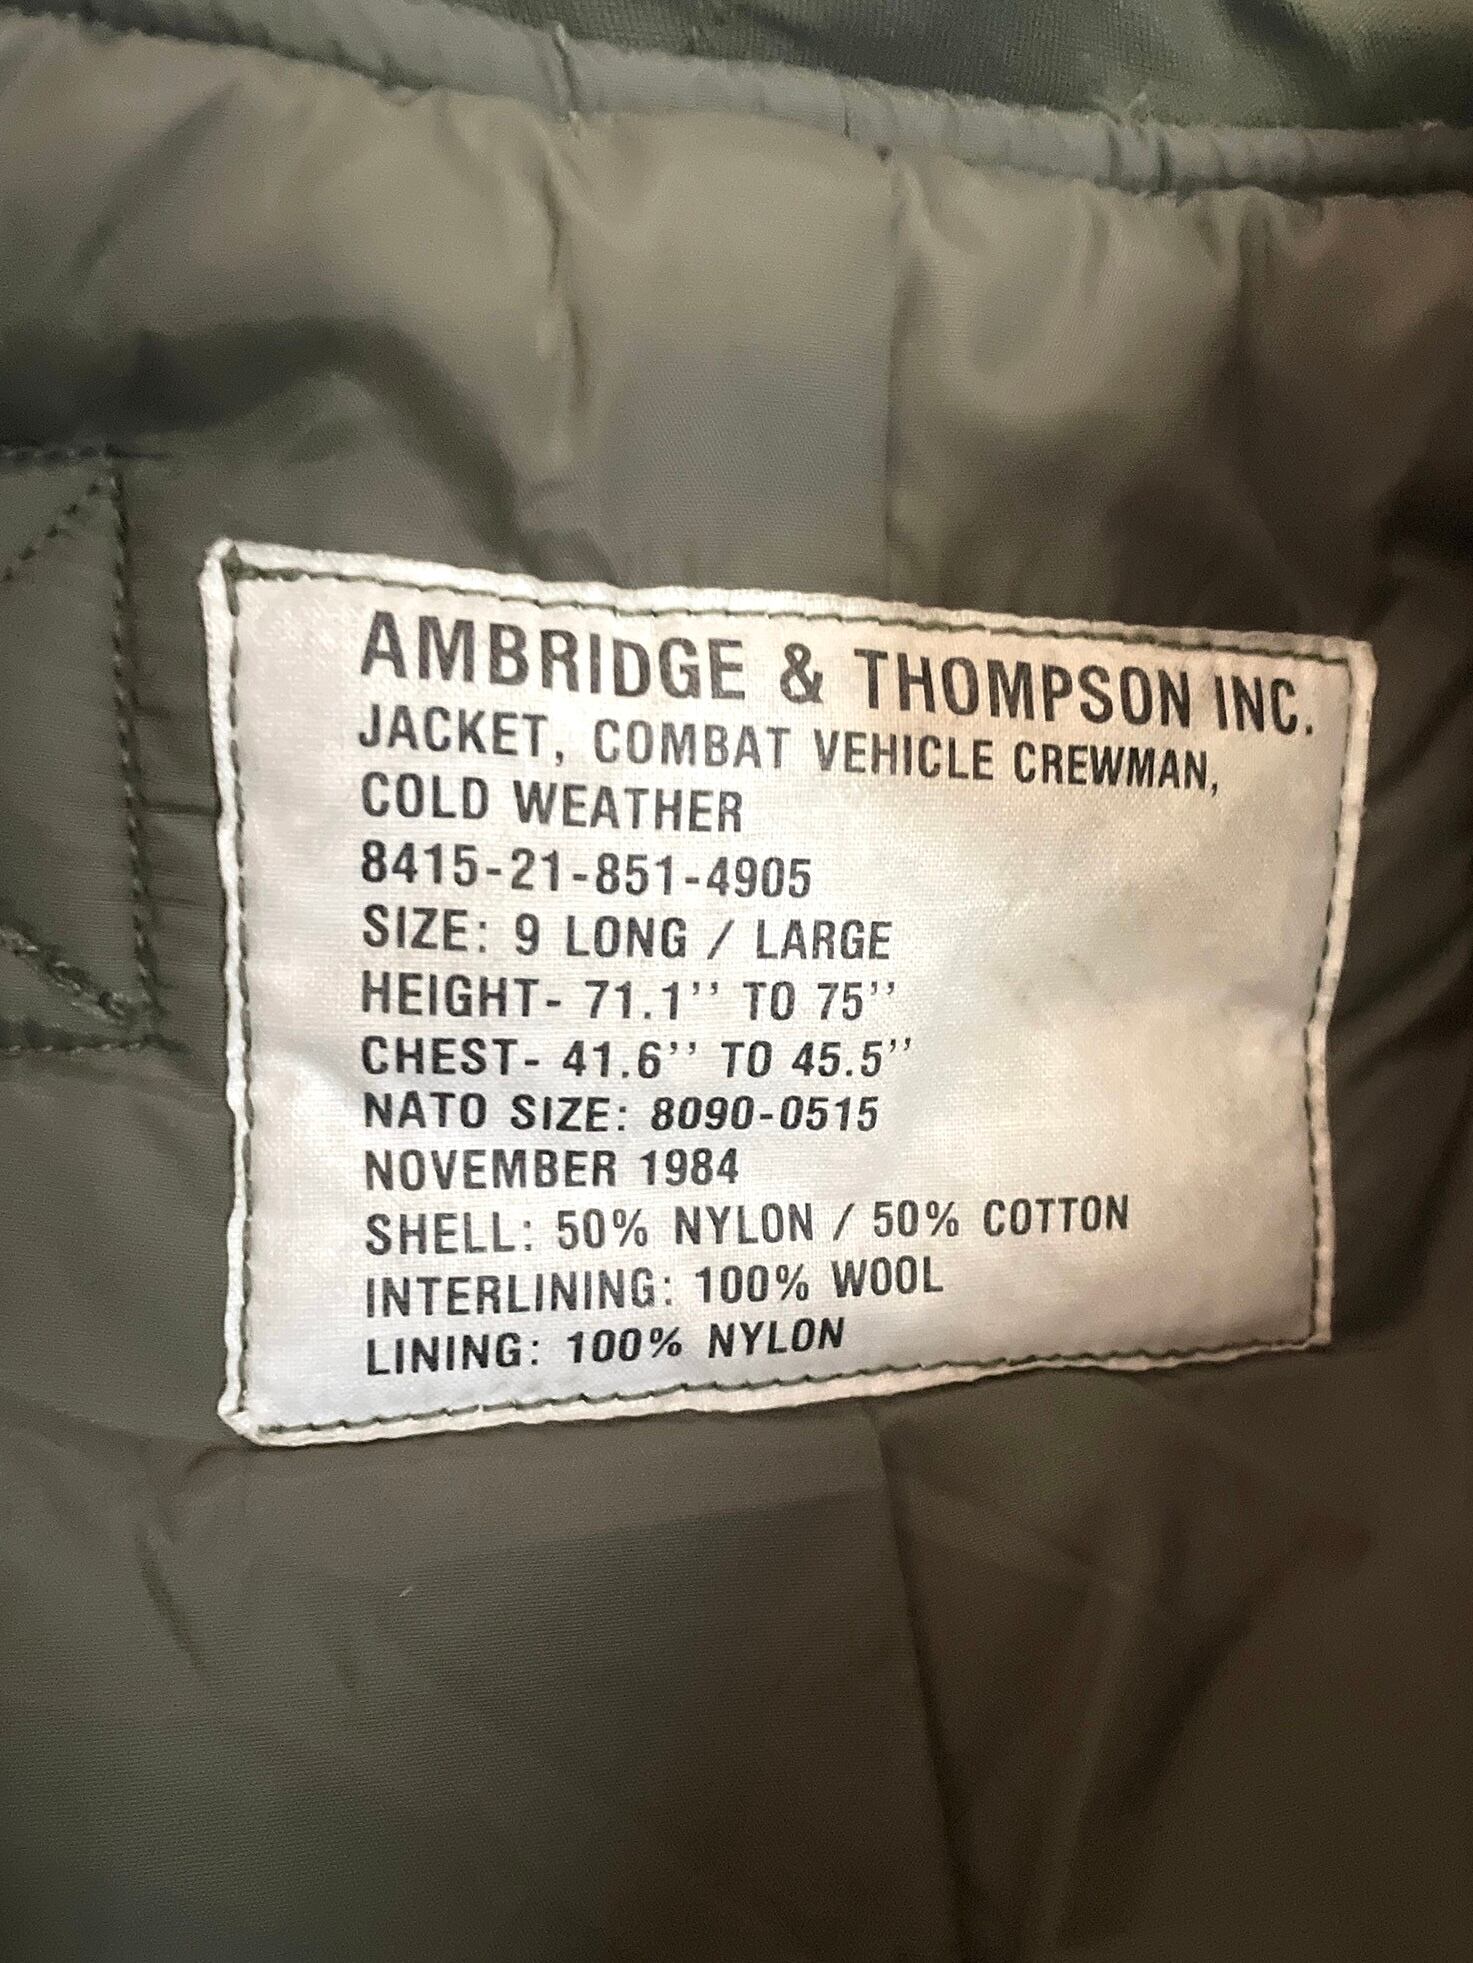 AMBRIDGE & THOMPSON INC.
JACKET, COMBAT VEHICLE CREWMAN,
COLD WEATHER
8415-21-851-4905
SIZE: 9 LONG / LARGE
HEIGHT- 71.1'' TO 75''
CHEST- 41.6'' TO 45.5''
NATO SIZE: 8090-0515
NOVEMBER 1984
SHELL: 50% NYLON / 50% COTTON
INTERLINING: 100% WOOL
LINING: 100% NYLON